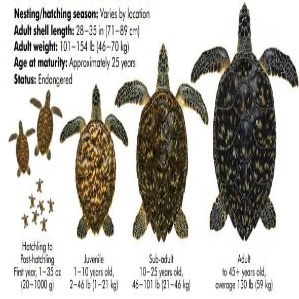 Nesting/hatching season: Varies by location
Adult shell length: 28–35 in (71–89 cm)
Adult weight: 101–154 lb (46–70 kg)
Age at maturity: Approximately 25 years
Status: Endangered
Hatchling to
Post-hatchling
First year, 1–35 oz
(20–1000 g)
Juvenile
1–10 years old,
2–46 lb (1–21 kg)
Sub-adult
10–25 years old,
46–101 lb (21–46 kg)
Adult
to 45+ years old,
average 130 lb (59 kg)